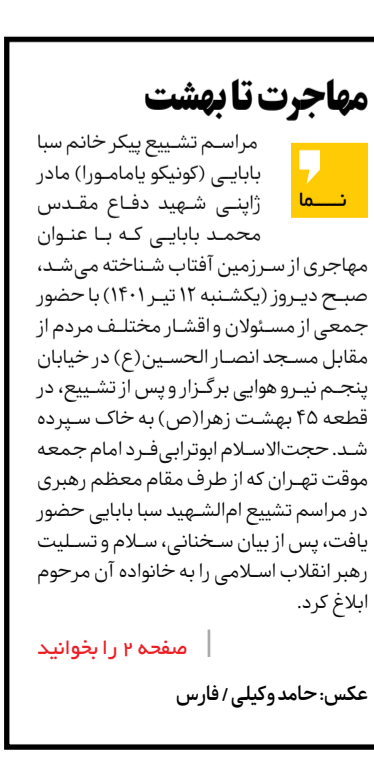 مهاجرت تا بهشت
نــما
مراسم تشییع پیکر خانم سبا
بابایی (کونیکو یامامورا) مادر
ژاپنی شهید دفاع مقدس
محمد بابایی که با عنوان
مهاجری از سرزمین آفتاب شناخته می‌شد،
صبح دیروز (یکشنبه ۱۲ تیر ۱۴۰۱) با حضور
جمعی از مسئولان و اقشار مختلف مردم از
مقابل مسجد انصار الحسین(ع) در خیابان
پنجم نیرو هوایی برگزار و پس از تشییع، در
قطعه ۴۵ بهشت زهرا(ص) به خاک سپرده
شد. حجت‌الاسلام ابوترابی‌فرد امام جمعه
موقت تهران که از طرف مقام معظم رهبری
در مراسم تشییع ام‌الشهید سبا بابایی حضور
یافت، پس از بیان سخنانی، سلام و تسلیت
رهبر انقلاب اسلامی را به خانواده آن مرحوم
ابلاغ کرد.
صفحه ۲ را بخوانید
عکس: حامد وکیلی / فارس